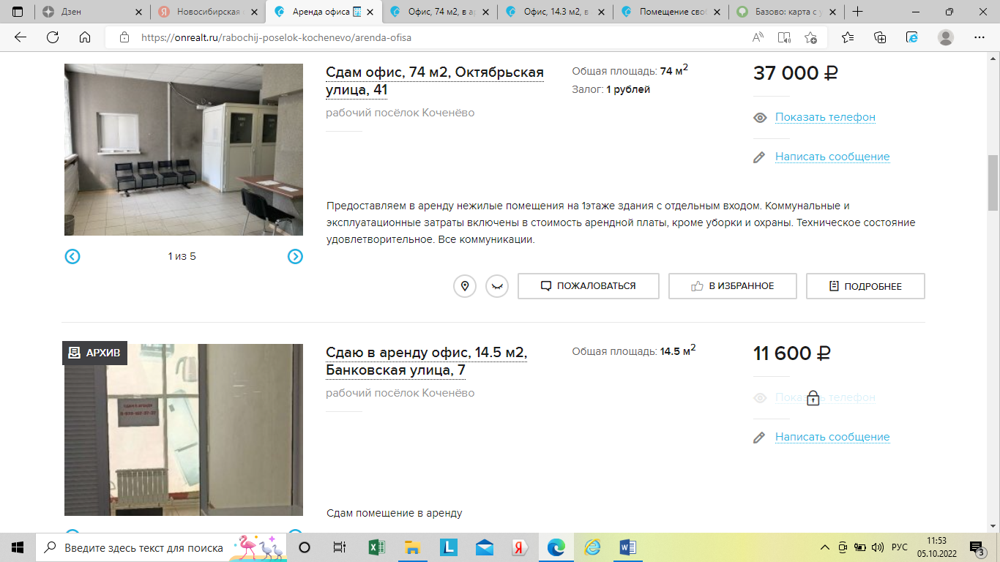 Дзен
Новосибирская
Аренда офиса
Офис, 74 м2, в а
Офис, 14.3 м2, в
Помещение сво
Базово: карта с у
https://onrealt.ru/rabochij-poselok-kochenevo/arenda-ofisa
Сдам офис, 74 м2, Октябрьская
улица, 41
рабочий посёлок Коченёво
Общая площадь: 74 м2
Залог: 1 рублей
37 000 ₽
Показать телефон
Написать сообщение
Предоставляем в аренду нежилые помещения на 1этаже здания с отдельным входом. Коммунальные и
эксплуатационные затраты включены в стоимость арендной платы, кроме уборки и охраны. Техническое состояние
удовлетворительное. Все коммуникации.
1 из 5
ПОЖАЛОВАТЬСЯ
В ИЗБРАННОЕ
ПОДРОБНЕЕ
АРХИВ
Сдаю в аренду офис, 14.5 м2,
Банковская улица, 7
рабочий посёлок Коченёво
Общая площадь: 14.5 м2
11 600 ₽
Показать телефон
Написать сообщение
Сдам помещение в аренду
Введите здесь текст для поиска
РУС
11:53
05.10.2022
3